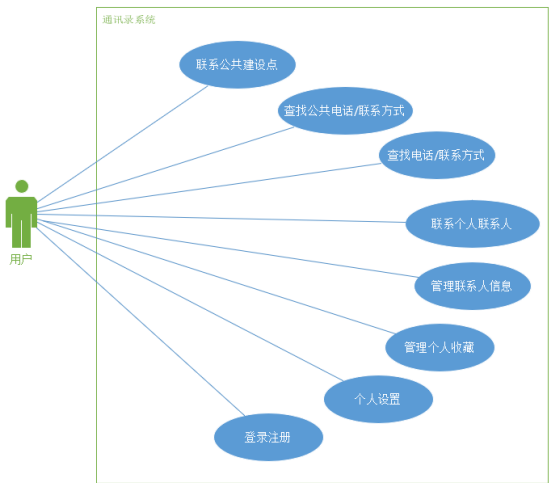 通讯录系统
联系公共建设点
查找公共电话/联系方式
查找电话/联系方式
联系个人联系人
用户
管理联系人信息
管理个人收藏
个人设置
登录注册